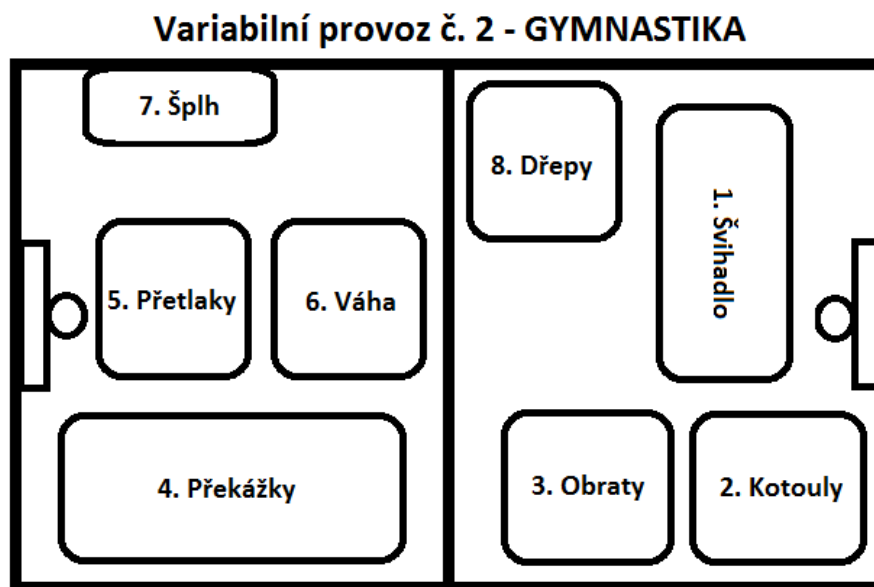 Variabilní provoz č. 2 - GYMNASTIKA
7. Šplh
8. Dřepy
1. Švihadlo
5. Přetlaky
6. Váha
4. Překážky
3. Obraty
2. Kotouly